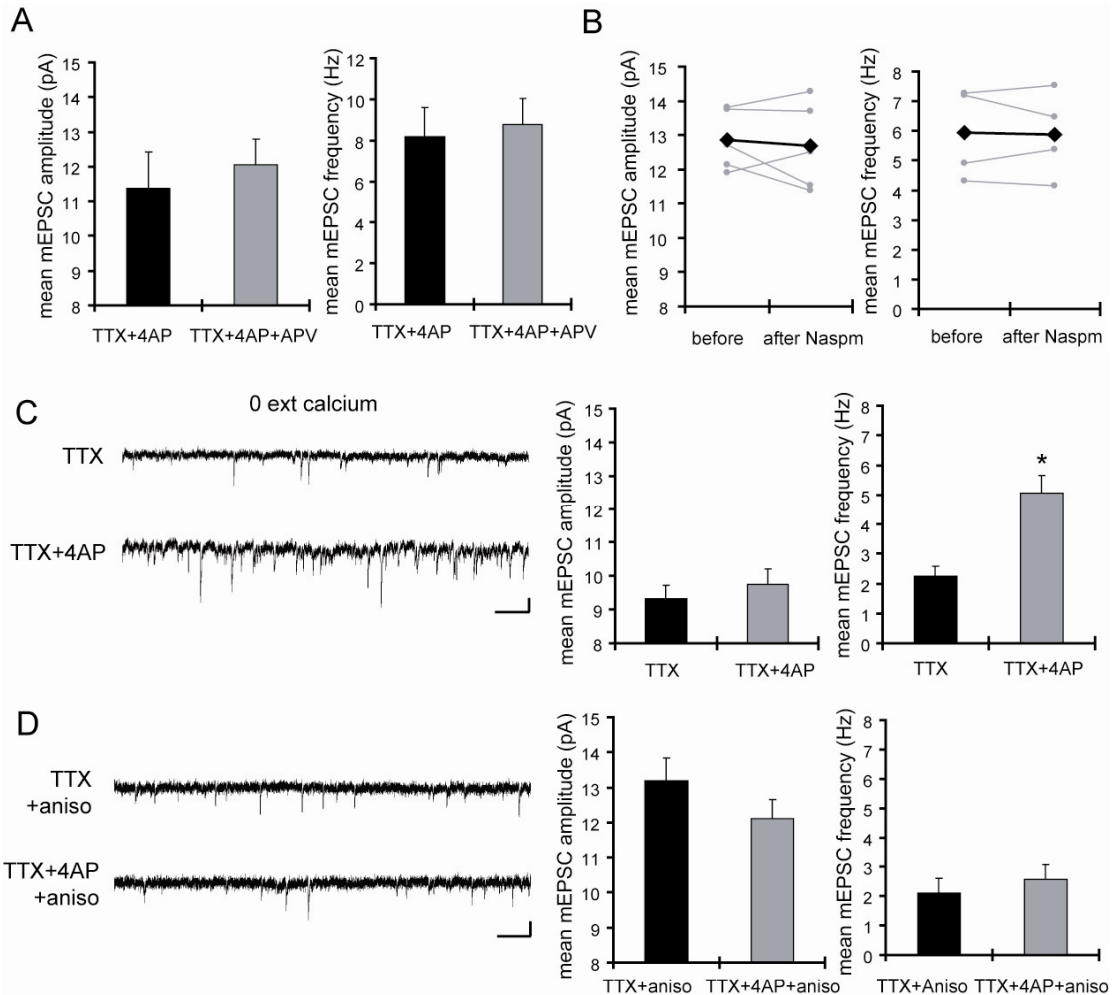 A
mean mEPSC amplitude (pA)
15
14
13
12
11
10
9
8
TTX+4AP
TTX+4AP+APV
mean mEPSC frequency (Hz)
12
10
8
6
4
2
0
TTX+4AP
TTX+4AP+APV
B
mean mEPSC amplitude (pA)
15
14
13
12
11
10
9
8
before
after Naspm
mean mEPSC frequency (Hz)
8
7
6
5
4
3
2
1
0
before
after Naspm
C
0 ext calcium
TTX
TTX+4AP
mean mEPSC amplitude (pA)
15
14
13
12
11
10
9
8
TTX
TTX+4AP
mean mEPSC frequency (Hz)
8
7
6
5
4
3
2
1
0
*
TTX
TTX+4AP
D
TTX
+aniso
TTX+4AP
+aniso
mean mEPSC amplitude (pA)
15
14
13
12
11
10
9
8
TTX+aniso
TTX+4AP+aniso
mean mEPSC frequency (Hz)
8
7
6
5
4
3
2
1
0
TTX+Aniso
TTX+4AP+aniso